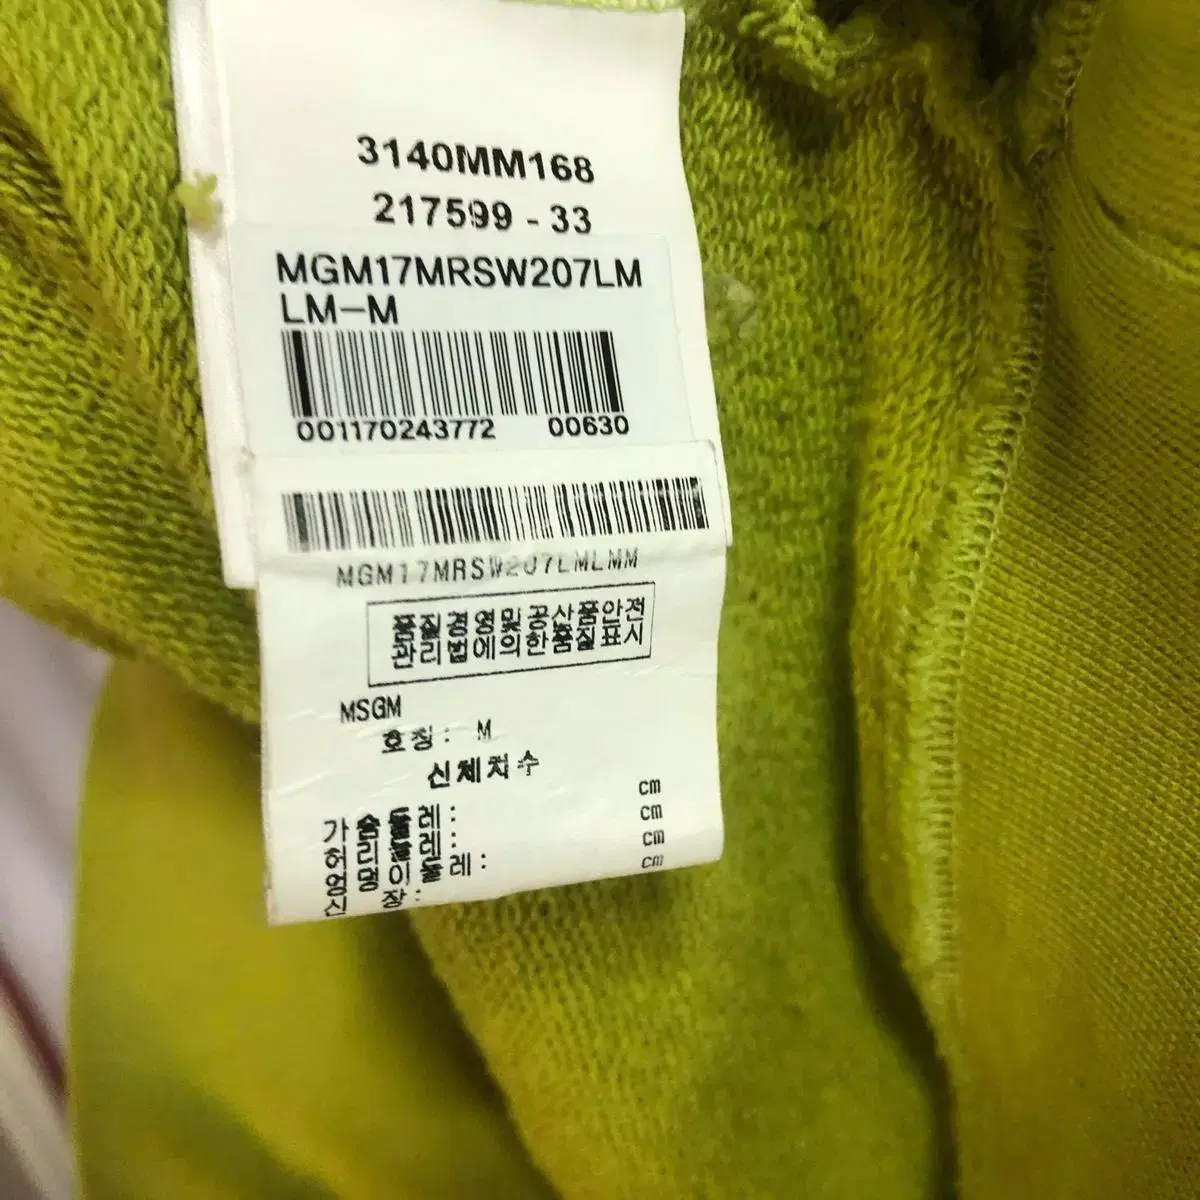 3140MM168
217599 - 33
MGM17MRSW207LM
LM-M
001170243772 00630
MGM17MRSW207LMLMM
품질경영및공산품안전
관리법에의한품질표시
MSGM
호칭: M
신체치수
cm
가슴둘레: cm
허리둘레: cm
엉덩이둘레: cm
신장: